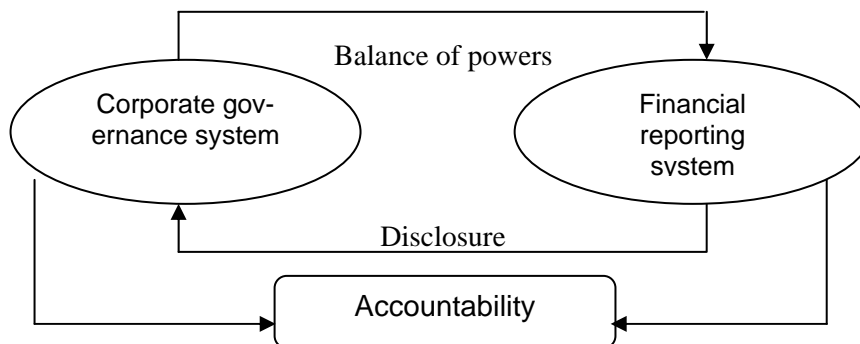 Balance of powers
Corporate gov-
ernance system
Financial
reporting
system
Disclosure
Accountability